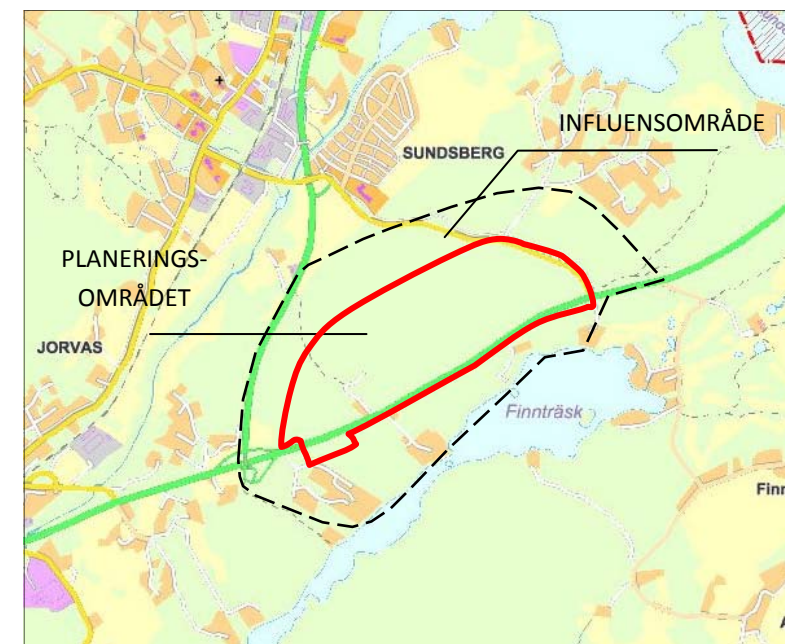 INFLUENSOMRÅDE
SUNDSBERG
PLANERINGS-
OMRÅDET
JORVAS
Finnträsk